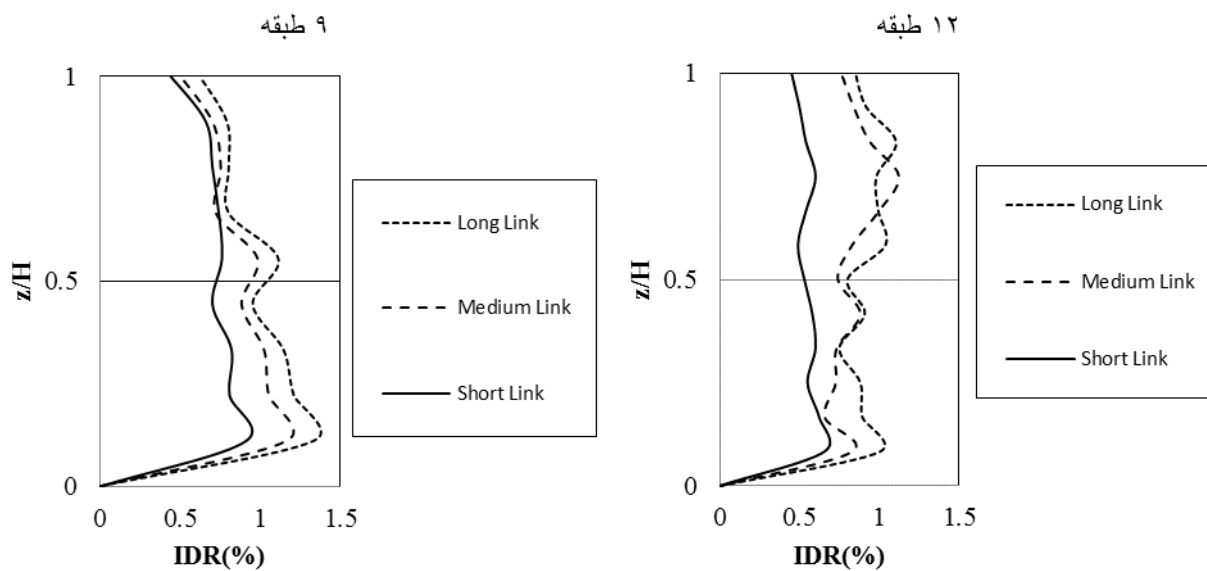 ۹ طبقه
1
0.5
0
z/H
0 0.5 1 1.5
IDR(%)
Long Link
Medium Link
Short Link
۱۲ طبقه
1
0.5
0
z/H
0 0.5 1 1.5
IDR(%)
Long Link
Medium Link
Short Link